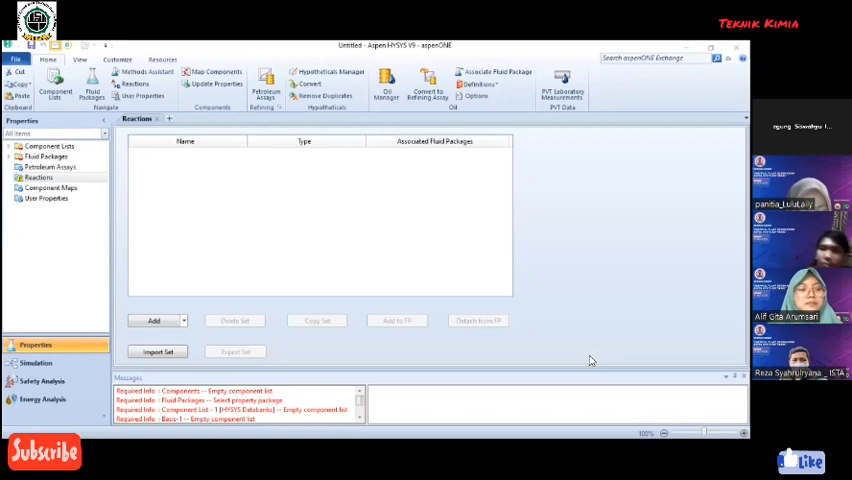 TEKNIK KIMIA
Untitled - Aspen HYSYS V9 - aspenONE
File Home View Customize Resources
Search aspenONE Exchange
Cut
Copy
Paste
Clipboard
Component Lists
Fluid Packages
Methods Assistant
Reactions
User Properties
Navigate
Map Components
Update Properties
Components
Petroleum Assays
Refining
Hypotheticals Manager
Convert
Remove Duplicates
Hypotheticals
Oil Manager
Convert to Refining Assay
Associate Fluid Package
Definitions
Options
Oil
PVT Laboratory Measurements
PVT Data
Properties
All Items
Component Lists
Fluid Packages
Petroleum Assays
Reactions
Component Maps
User Properties
Properties
Simulation
Safety Analysis
Energy Analysis
Reactions
Name Type Associated Fluid Packages
Add Delete Set Copy Set Add to FP Detach from FP
Import Set Export Set
Messages
Required Info : Components -- Empty component list
Required Info : Fluid Packages -- Select property package
Required Info : Component List - 1 [HYSYS Databanks] -- Empty component list
Required Info : Basis-1 -- Empty component list
100%
panitia_LuluLaily
Alif Gita Arumsari
Reza Syahrulryana _ ISTA
Subscribe
Like